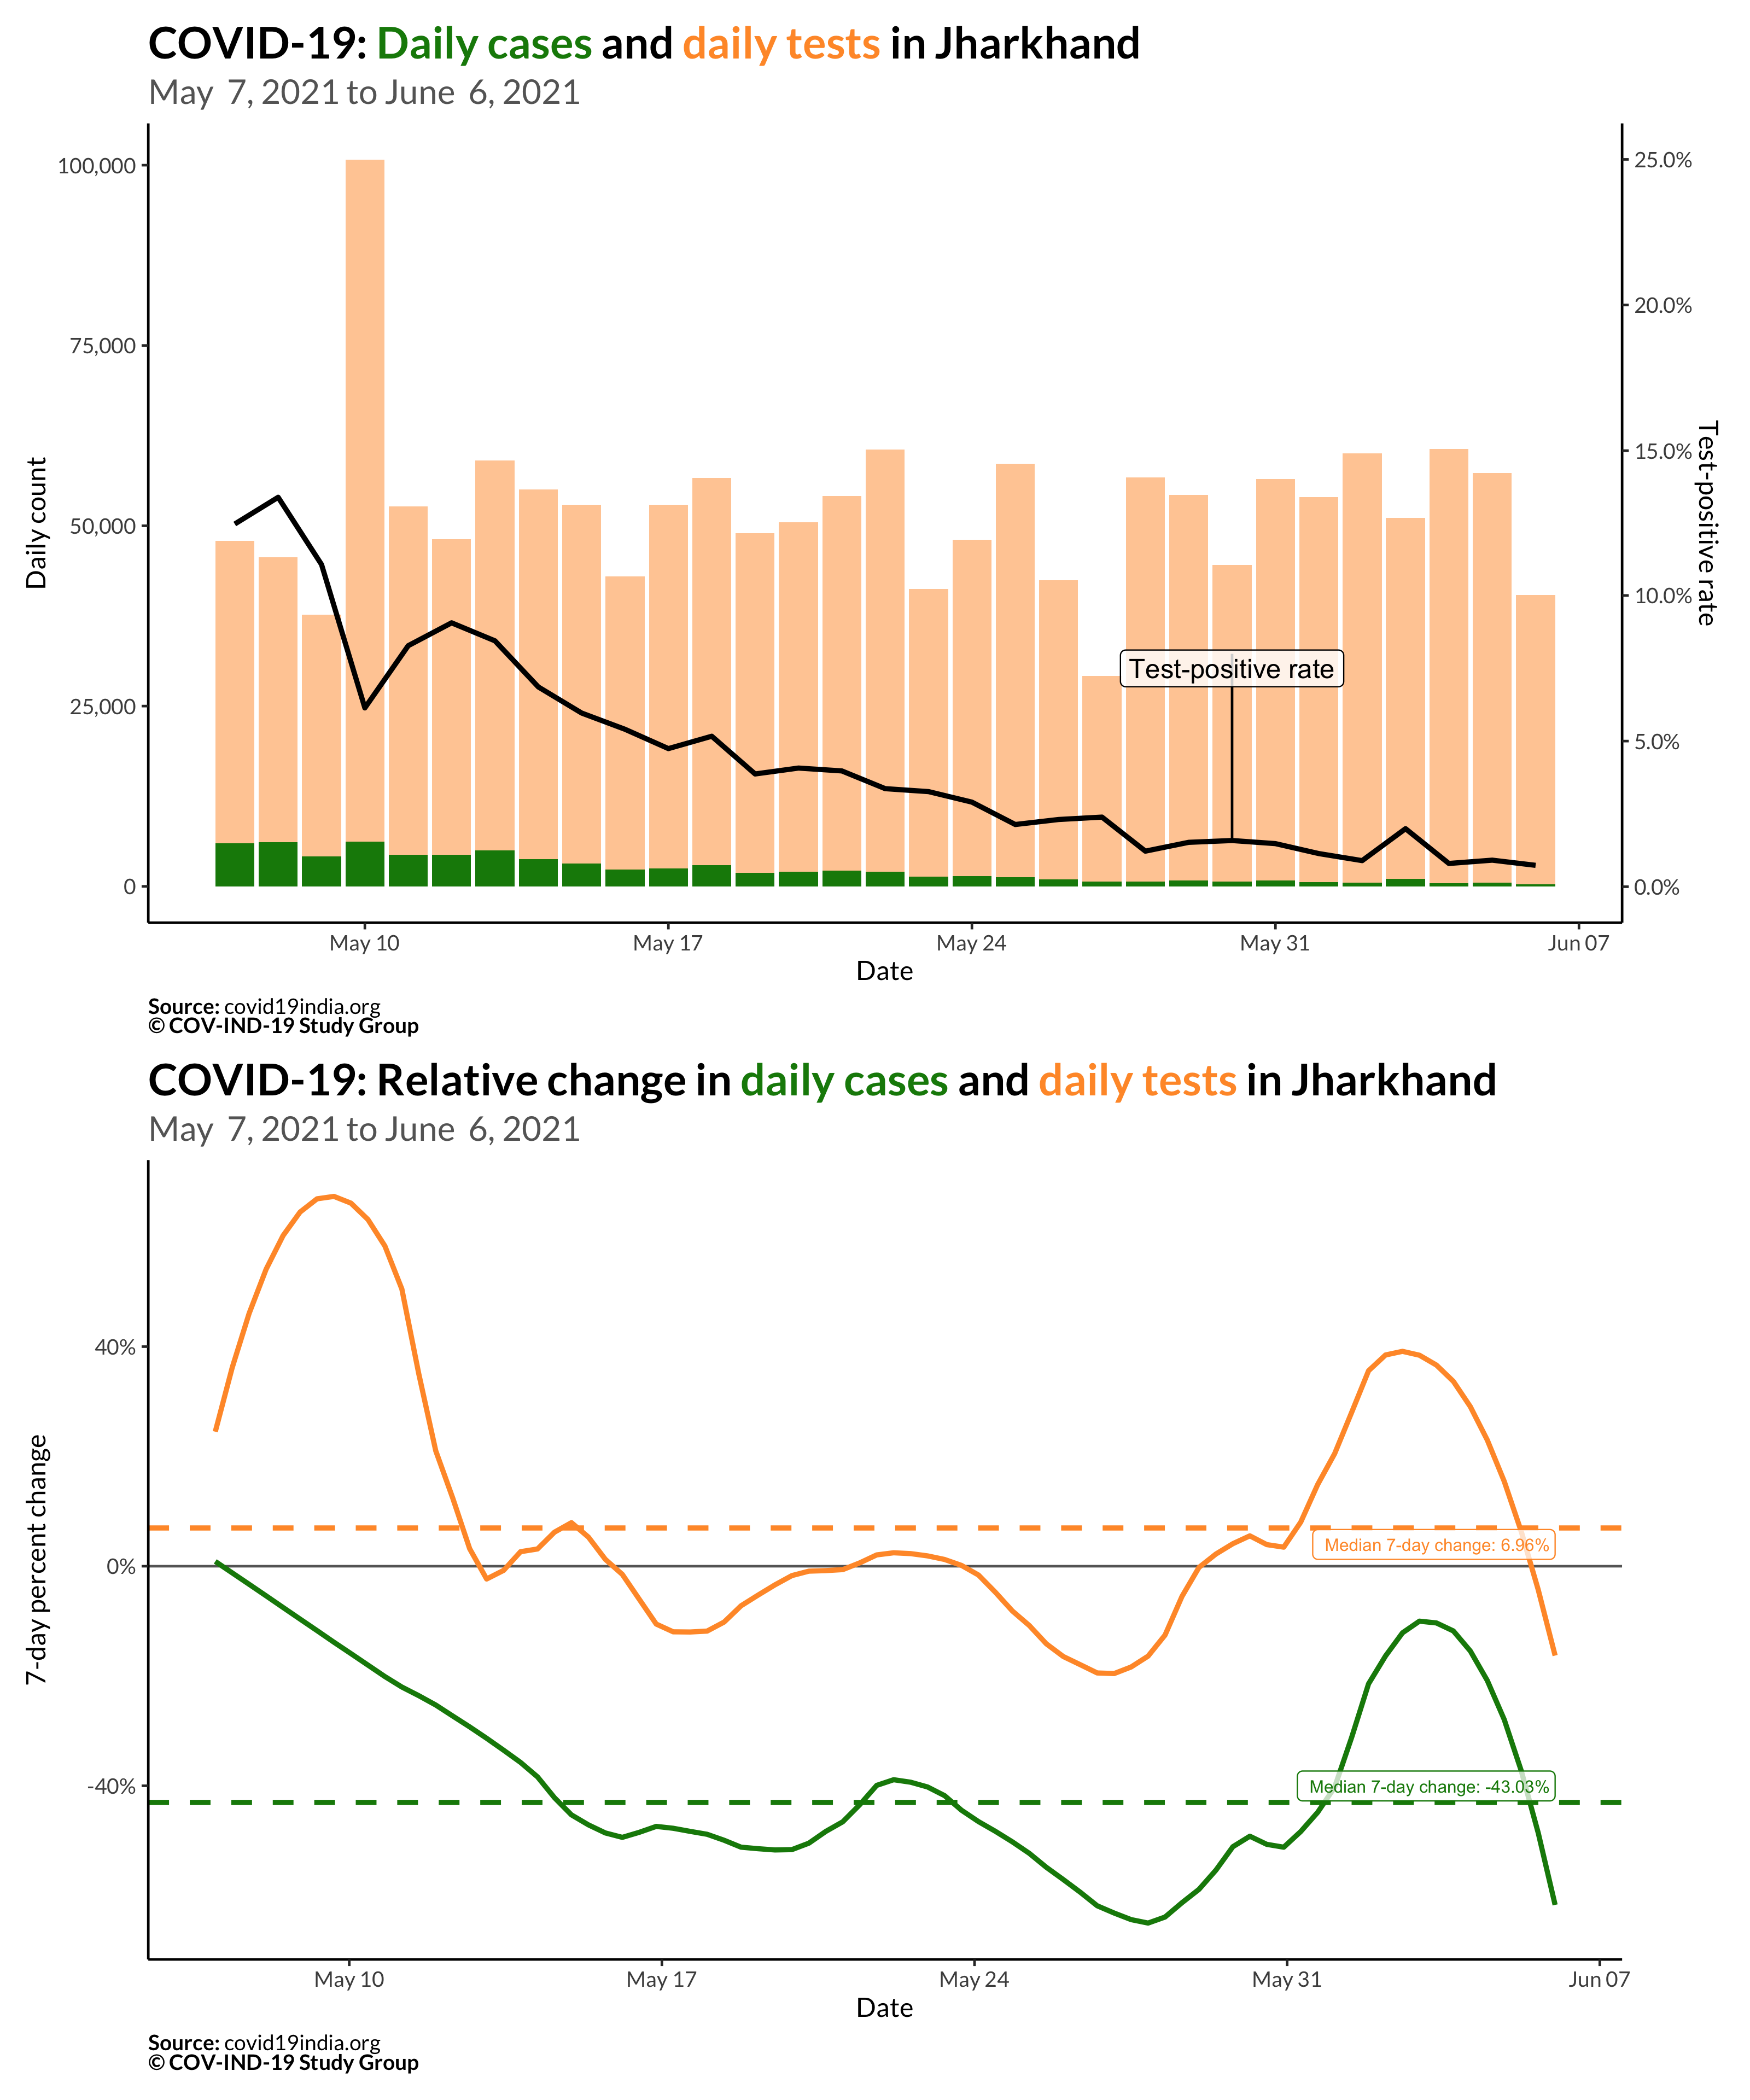 COVID-19: Daily cases and daily tests in Jharkhand
May  7, 2021 to June  6, 2021
100,000
75,000
50,000
25,000
0
Daily count
25.0%
20.0%
15.0%
10.0%
5.0%
0.0%
Test-positive rate
Test-positive rate
May 10
May 17
May 24
May 31
Jun 07
Date
Source: covid19india.org
© COV-IND-19 Study Group
COVID-19: Relative change in daily cases and daily tests in Jharkhand
May  7, 2021 to June  6, 2021
40%
0%
-40%
7-day percent change
Median 7-day change: 6.96%
Median 7-day change: -43.03%
May 10
May 17
May 24
May 31
Jun 07
Date
Source: covid19india.org
© COV-IND-19 Study Group